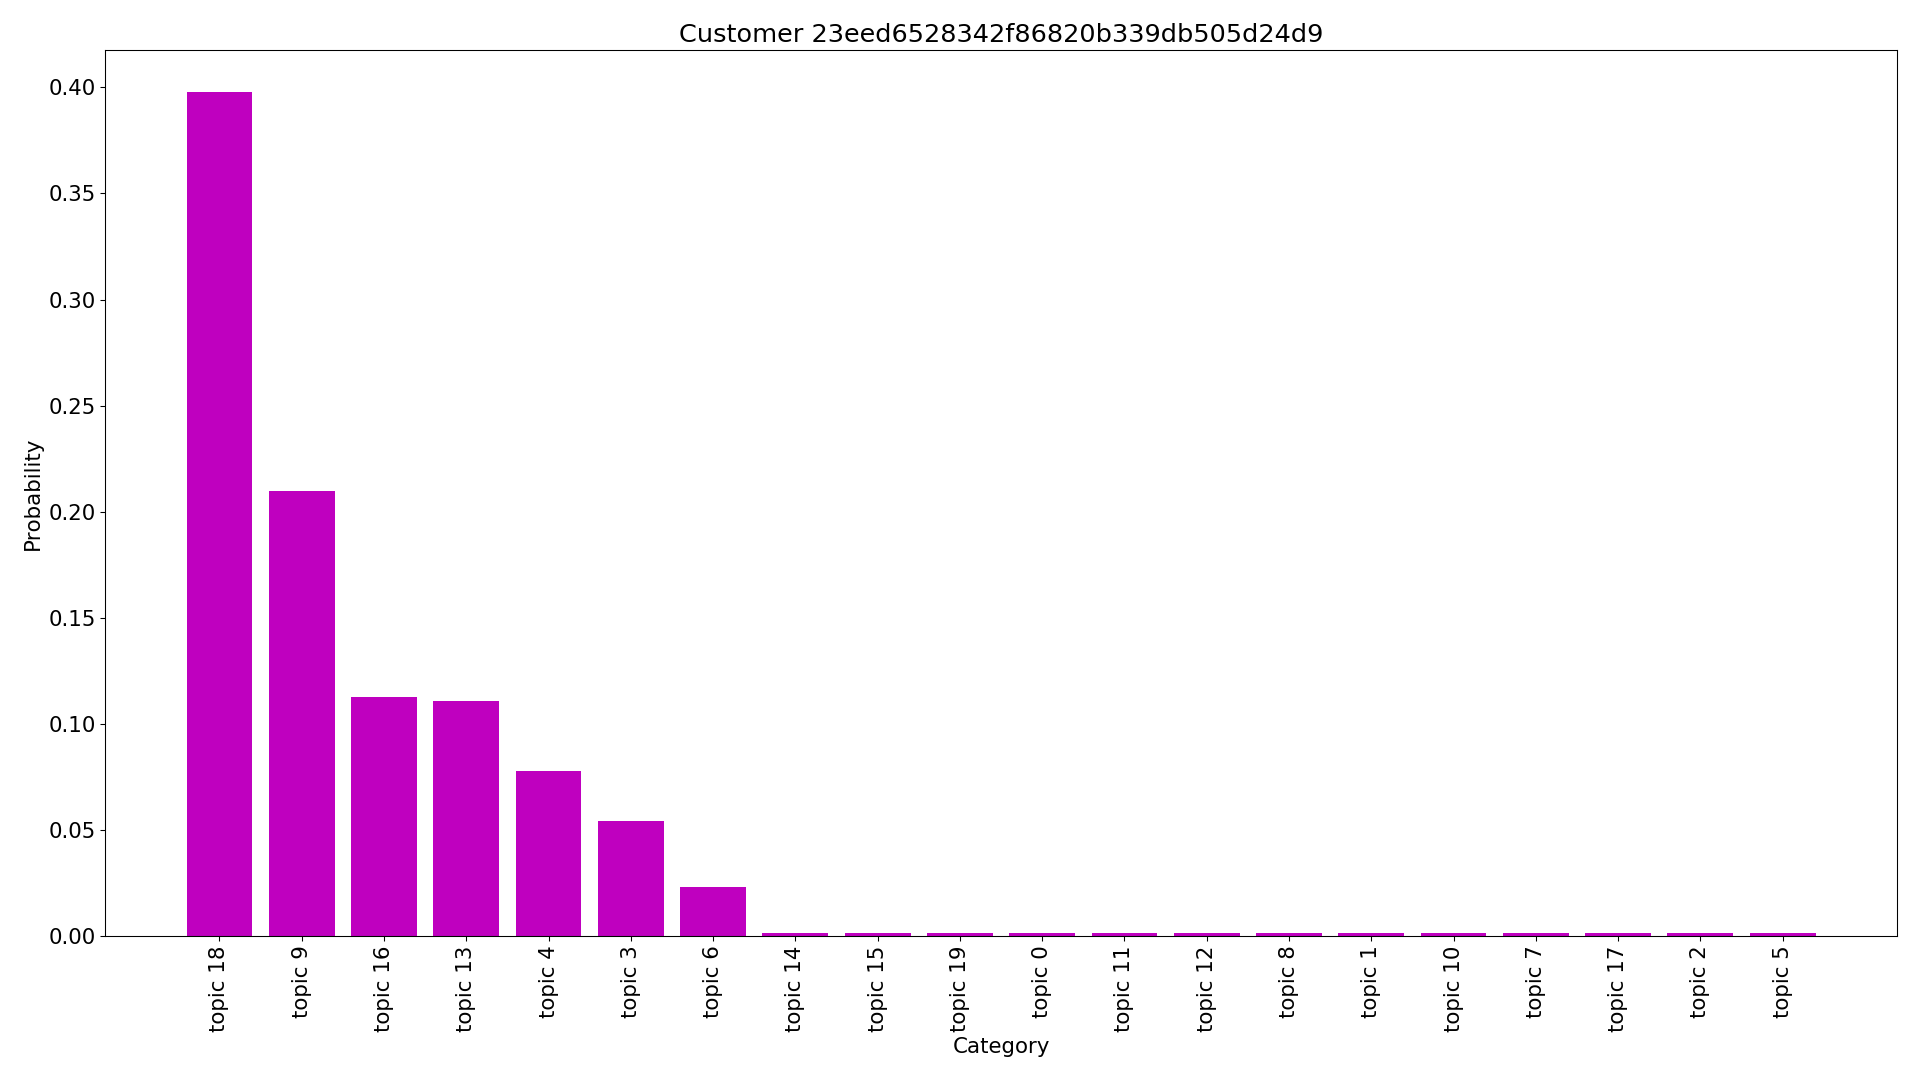 Customer 23eed6528342f86820b339db505d24d9
0.40
0.35
0.30
0.25
0.20
0.15
0.10
0.05
0.00
Probability
topic 18
topic 9
topic 16
topic 13
topic 4
topic 3
topic 6
topic 14
topic 15
topic 19
topic 0
topic 11
topic 12
topic 8
topic 1
topic 10
topic 7
topic 17
topic 2
topic 5
Category